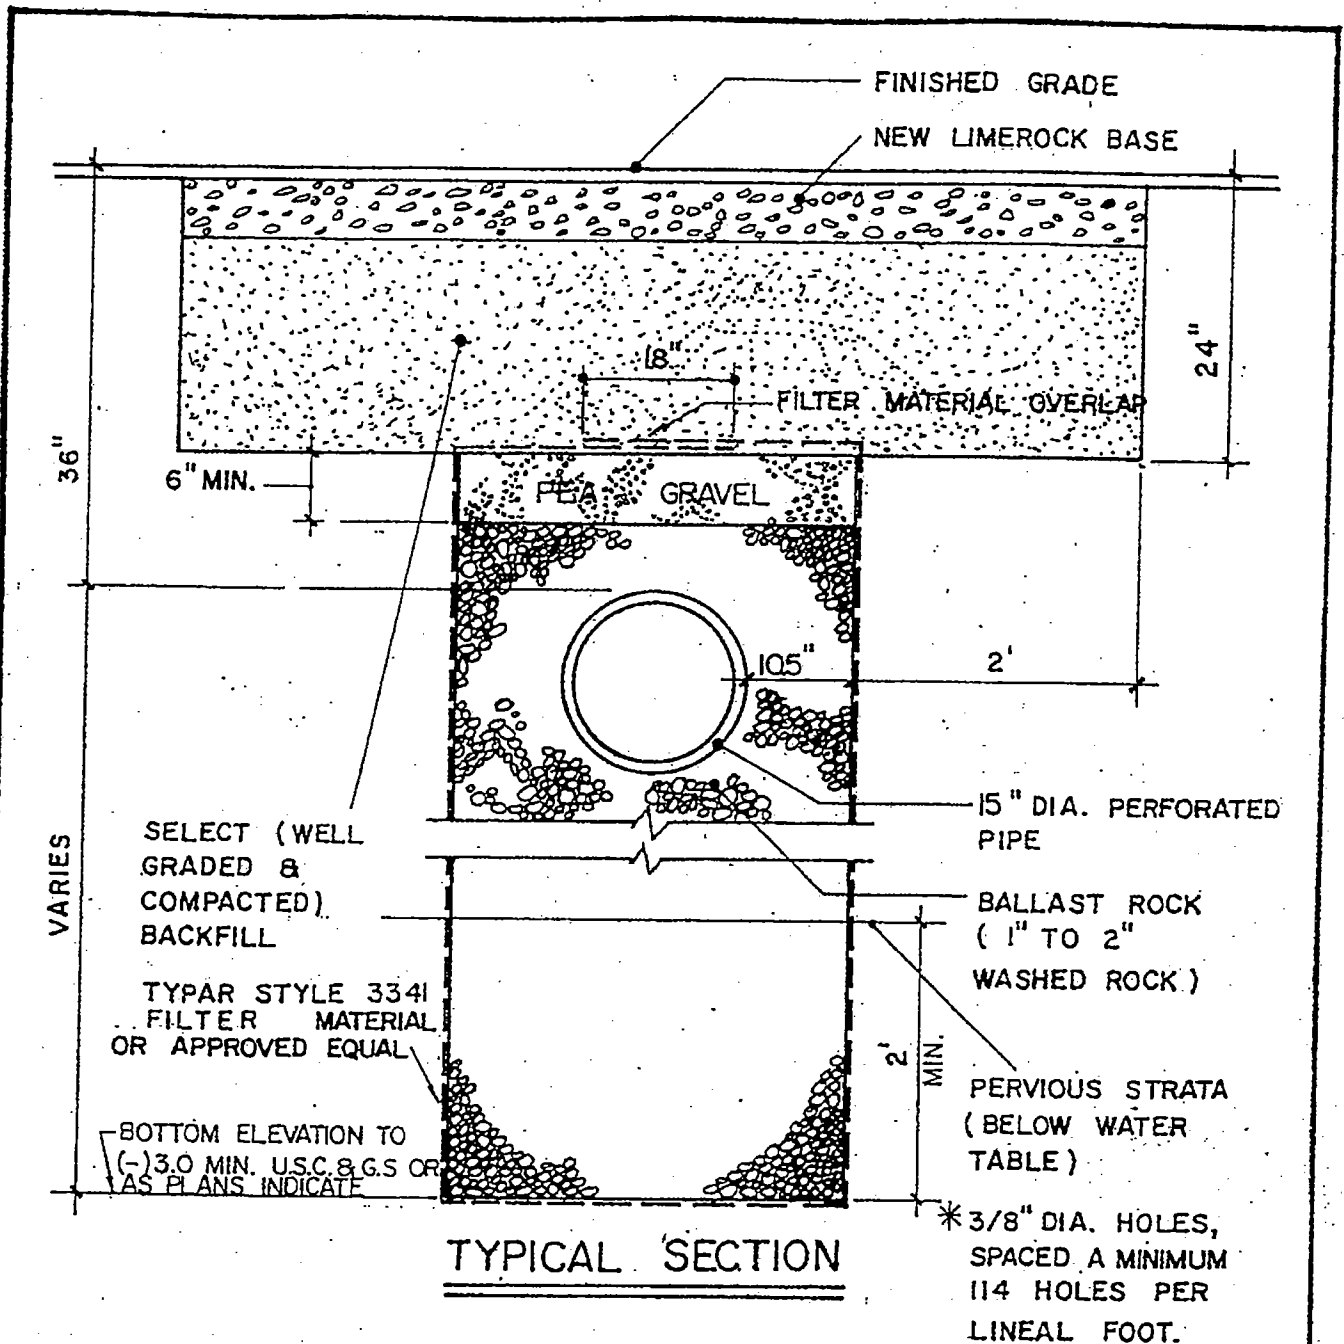 FINISHED GRADE
NEW LIMEROCK BASE
24"
18"
FILTER MATERIAL OVERLAP
36"
6" MIN.
PEA GRAVEL
10.5"
2'
15" DIA. PERFORATED
PIPE
SELECT (WELL
GRADED &
COMPACTED)
BACKFILL
VARIES
BALLAST ROCK
( 1" TO 2"
WASHED ROCK )
TYPAR STYLE 3341
FILTER MATERIAL
OR APPROVED EQUAL
2'
MIN.
PERVIOUS STRATA
( BELOW WATER
TABLE )
BOTTOM ELEVATION TO
(-)3.0 MIN. U.S.C.&G.S OR
AS PLANS INDICATE
* 3/8" DIA. HOLES,
SPACED A MINIMUM
114 HOLES PER
LINEAL FOOT.
TYPICAL SECTION